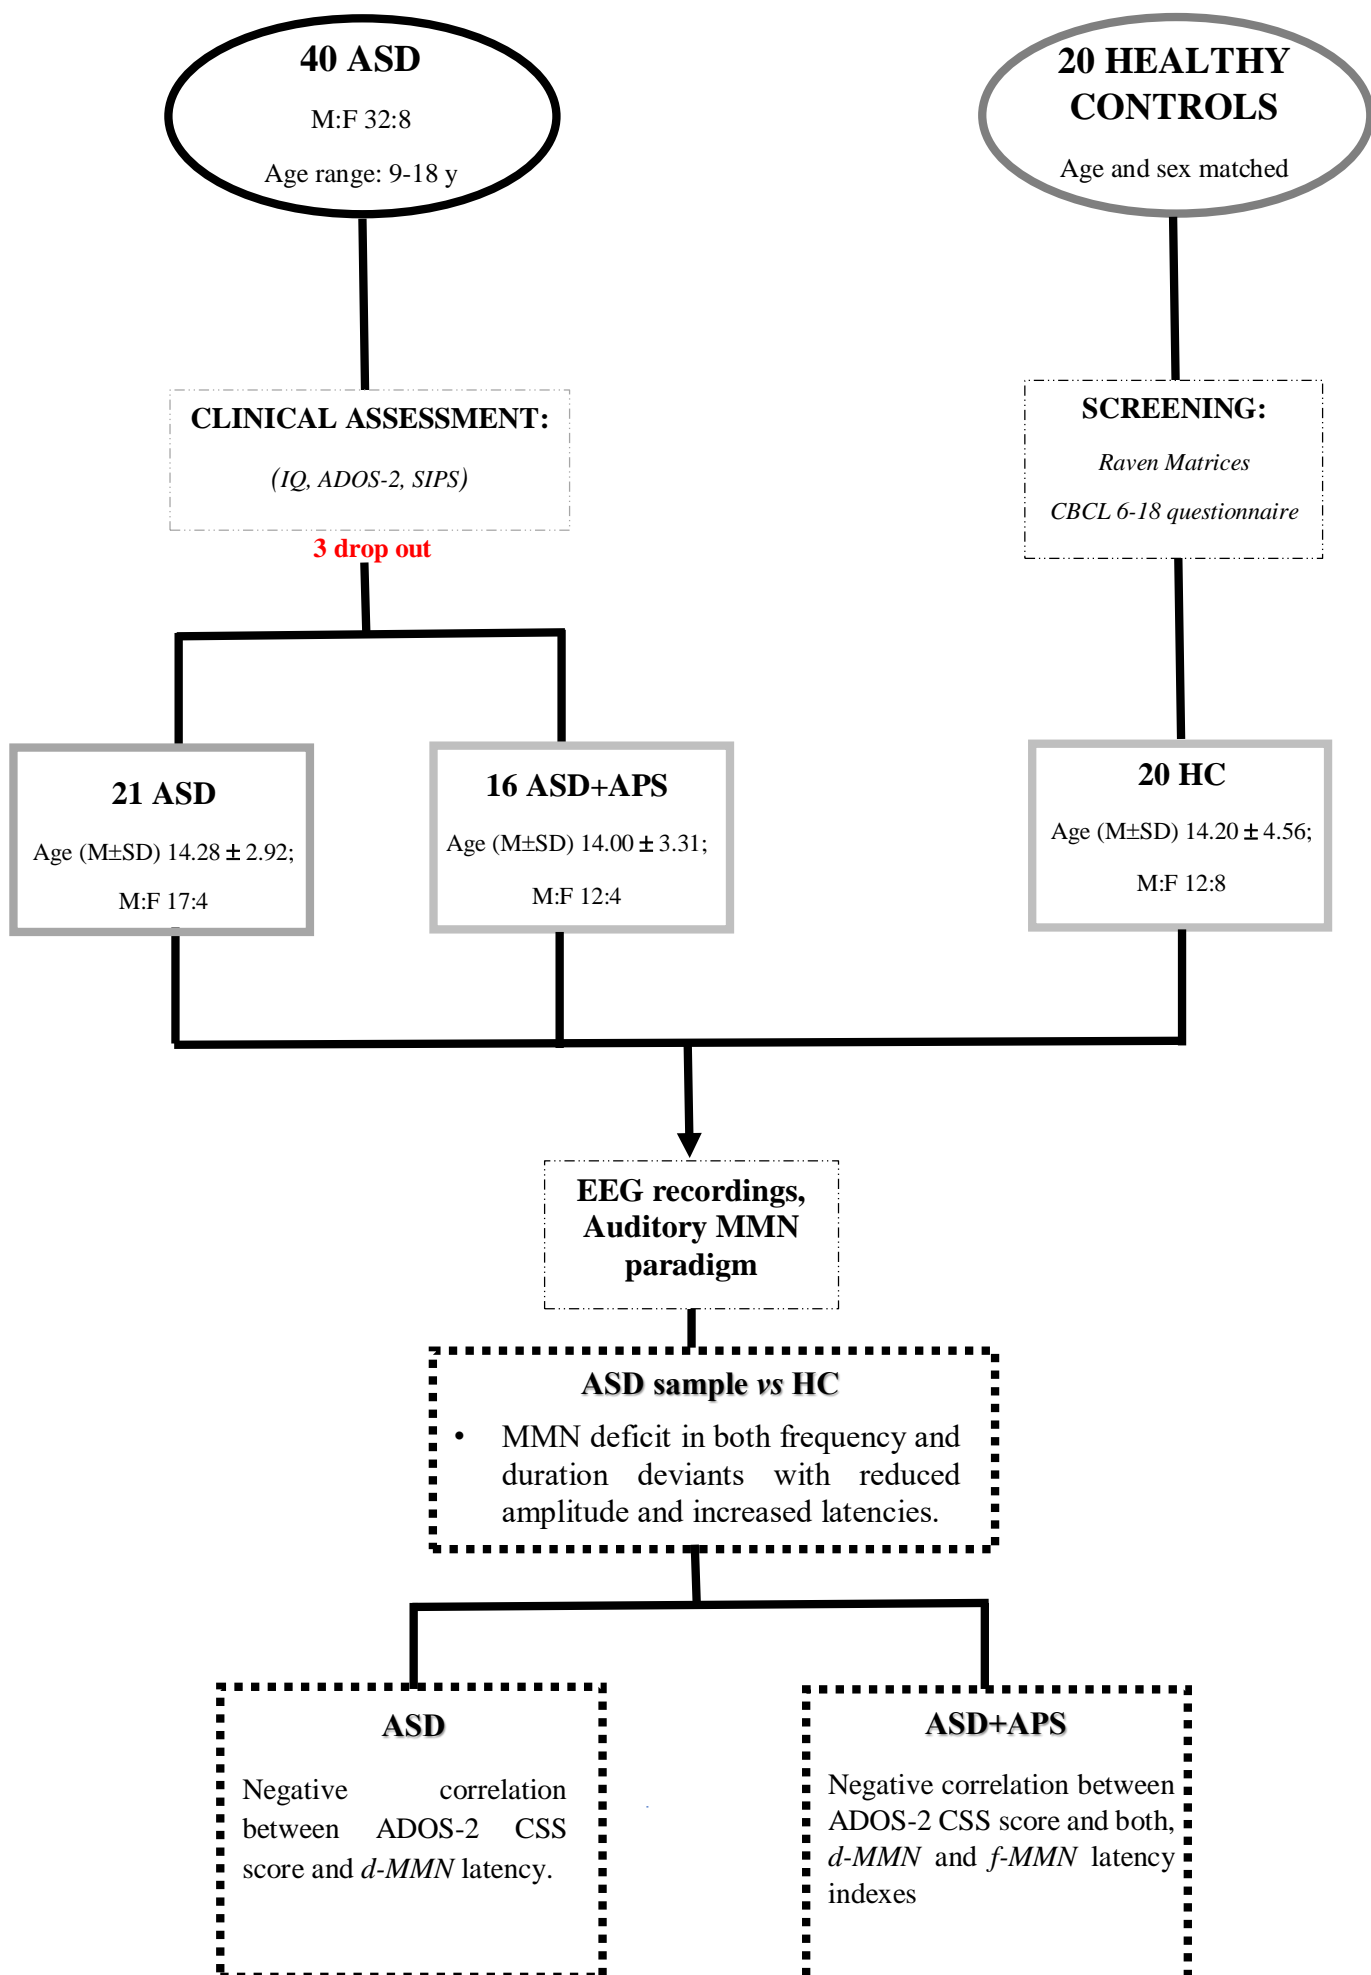 40 ASD
M:F 32:8
Age range: 9-18 y
20 HEALTHY
CONTROLS
Age and sex matched
CLINICAL ASSESSMENT:
(IQ, ADOS-2, SIPS)
3 drop out
SCREENING:
Raven Matrices
CBCL 6-18 questionnaire
21 ASD
Age (M±SD) 14.28 ± 2.92;
M:F 17:4
16 ASD+APS
Age (M±SD) 14.00 ± 3.31;
M:F 12:4
20 HC
Age (M±SD) 14.20 ± 4.56;
M:F 12:8
EEG recordings,
Auditory MMN
paradigm
ASD sample vs HC
• MMN deficit in both frequency and
duration deviants with reduced
amplitude and increased latencies.
ASD
Negative correlation
between ADOS-2 CSS
score and d-MMN latency.
ASD+APS
Negative correlation between
ADOS-2 CSS score and both,
d-MMN and f-MMN latency
indexes